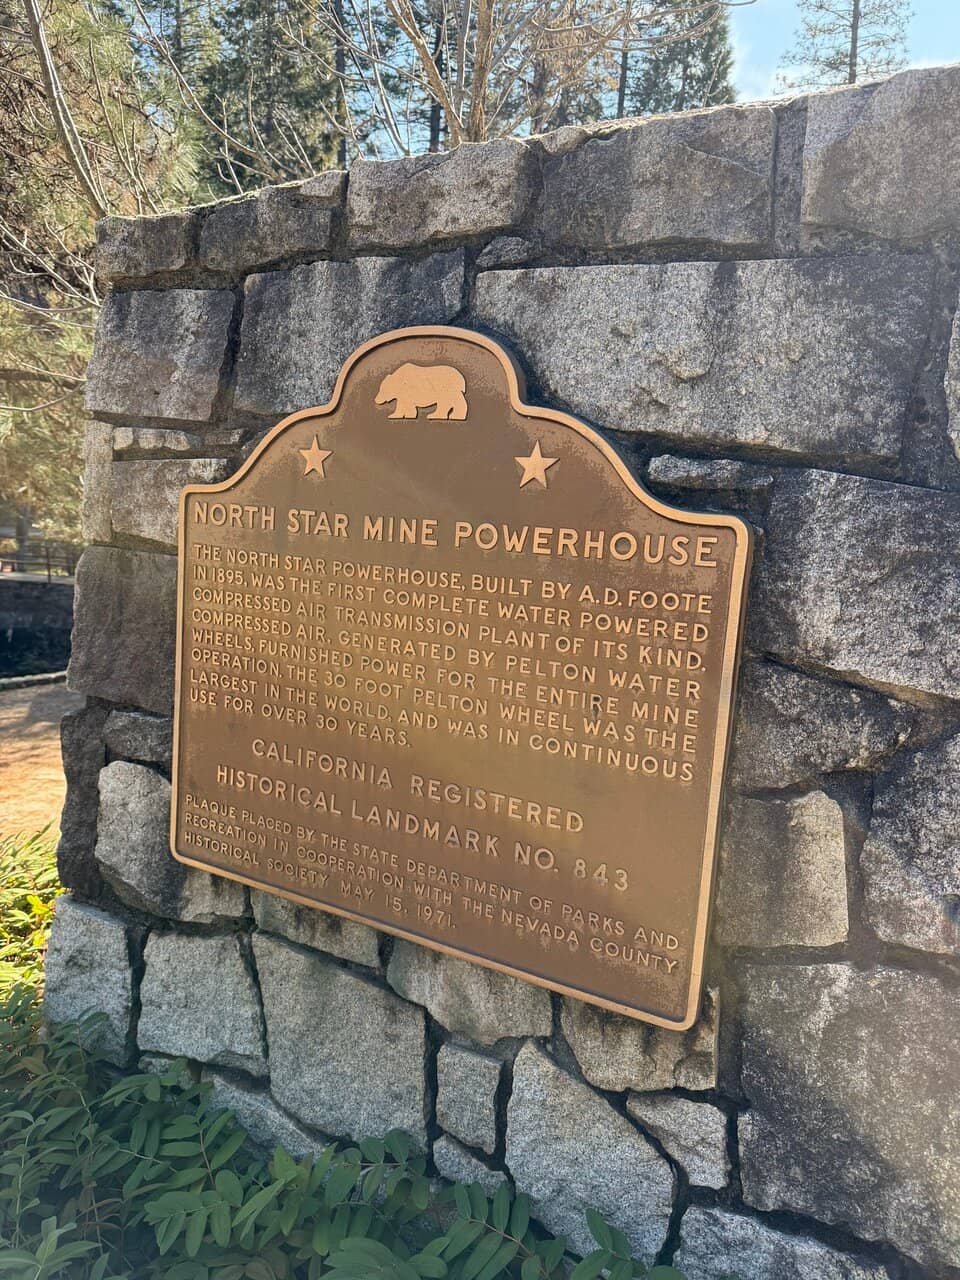 NORTH STAR MINE POWERHOUSE
THE NORTH STAR POWERHOUSE, BUILT BY A.D. FOOTE
IN 1895, WAS THE FIRST COMPLETE WATER POWERED
COMPRESSED AIR TRANSMISSION PLANT OF ITS KIND.
COMPRESSED AIR, GENERATED BY PELTON WATER
WHEELS, FURNISHED POWER FOR THE ENTIRE MINE
OPERATION. THE 30 FOOT PELTON WHEEL WAS THE
LARGEST IN THE WORLD, AND WAS IN CONTINUOUS
USE FOR OVER 30 YEARS.
CALIFORNIA REGISTERED
HISTORICAL LANDMARK NO. 843
PLAQUE PLACED BY THE STATE DEPARTMENT OF PARKS AND
RECREATION IN COOPERATION WITH THE NEVADA COUNTY
HISTORICAL SOCIETY MAY 15, 1971.